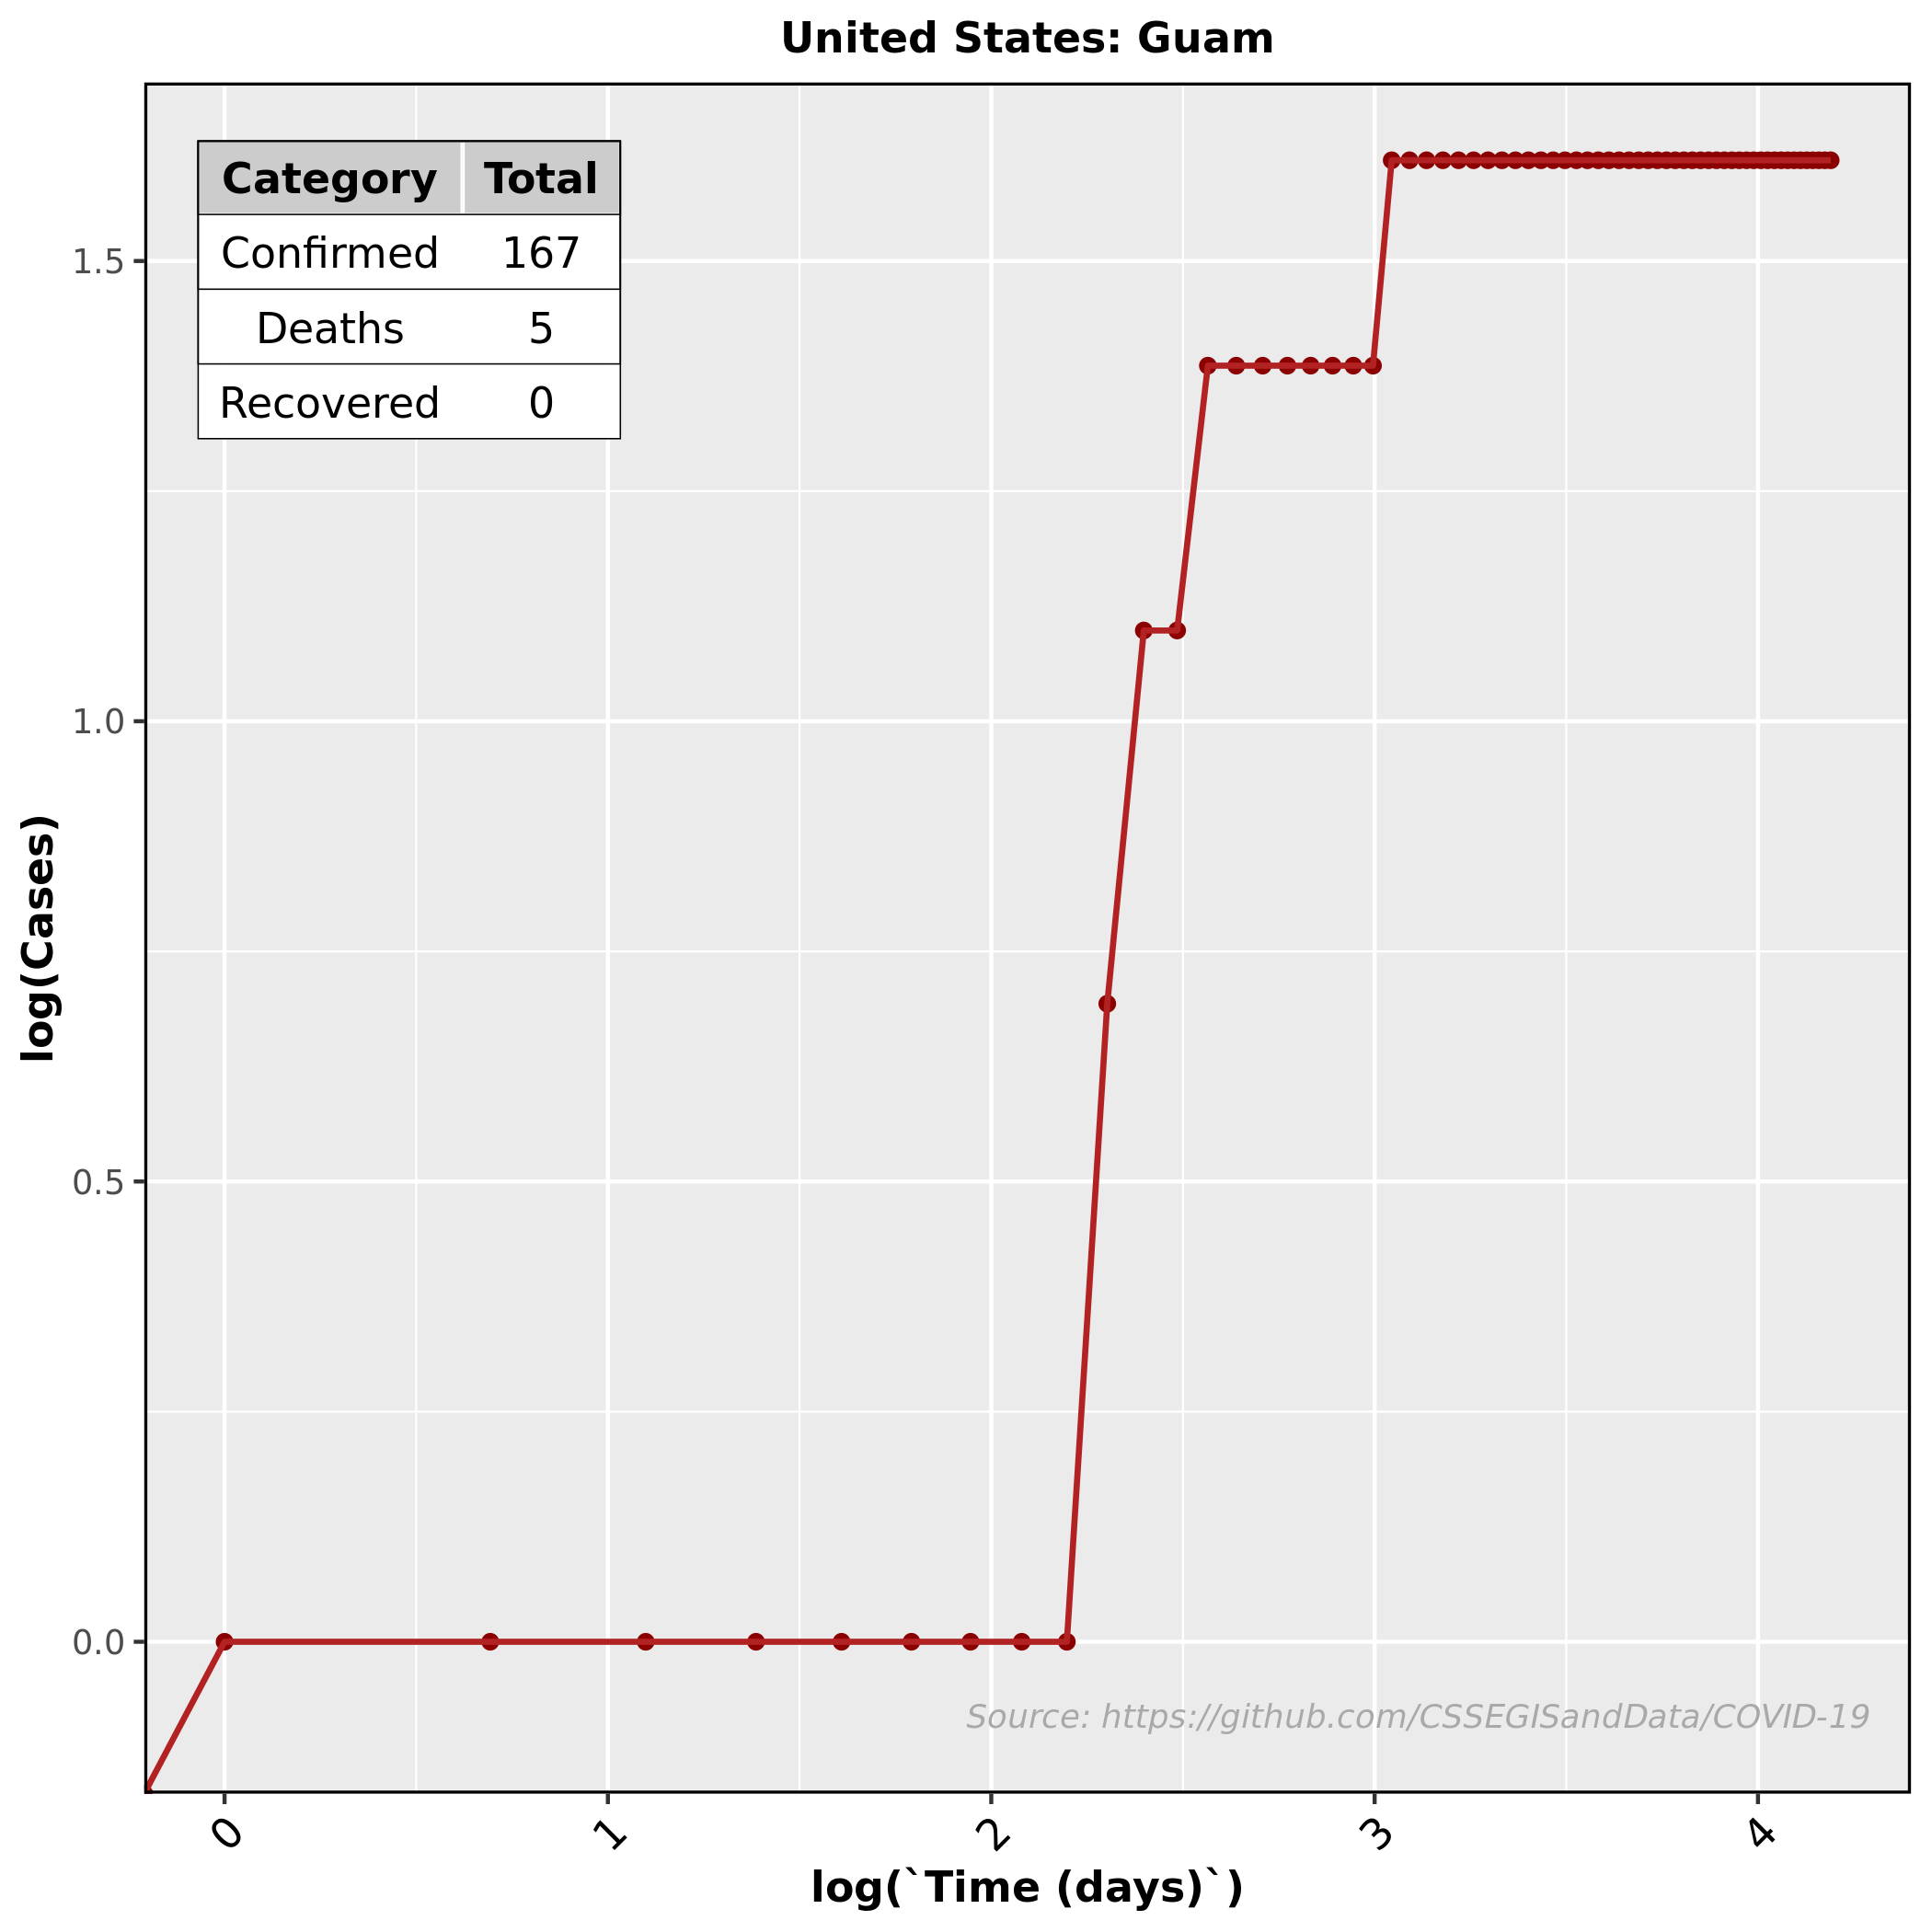 United States: Guam
Category Total
Confirmed 167
Deaths 5
Recovered 0
1.5
1.0
0.5
0.0
log(Cases)
Source: https://github.com/CSSEGISandData/COVID-19
0 1 2 3 4
log(`Time (days)`)